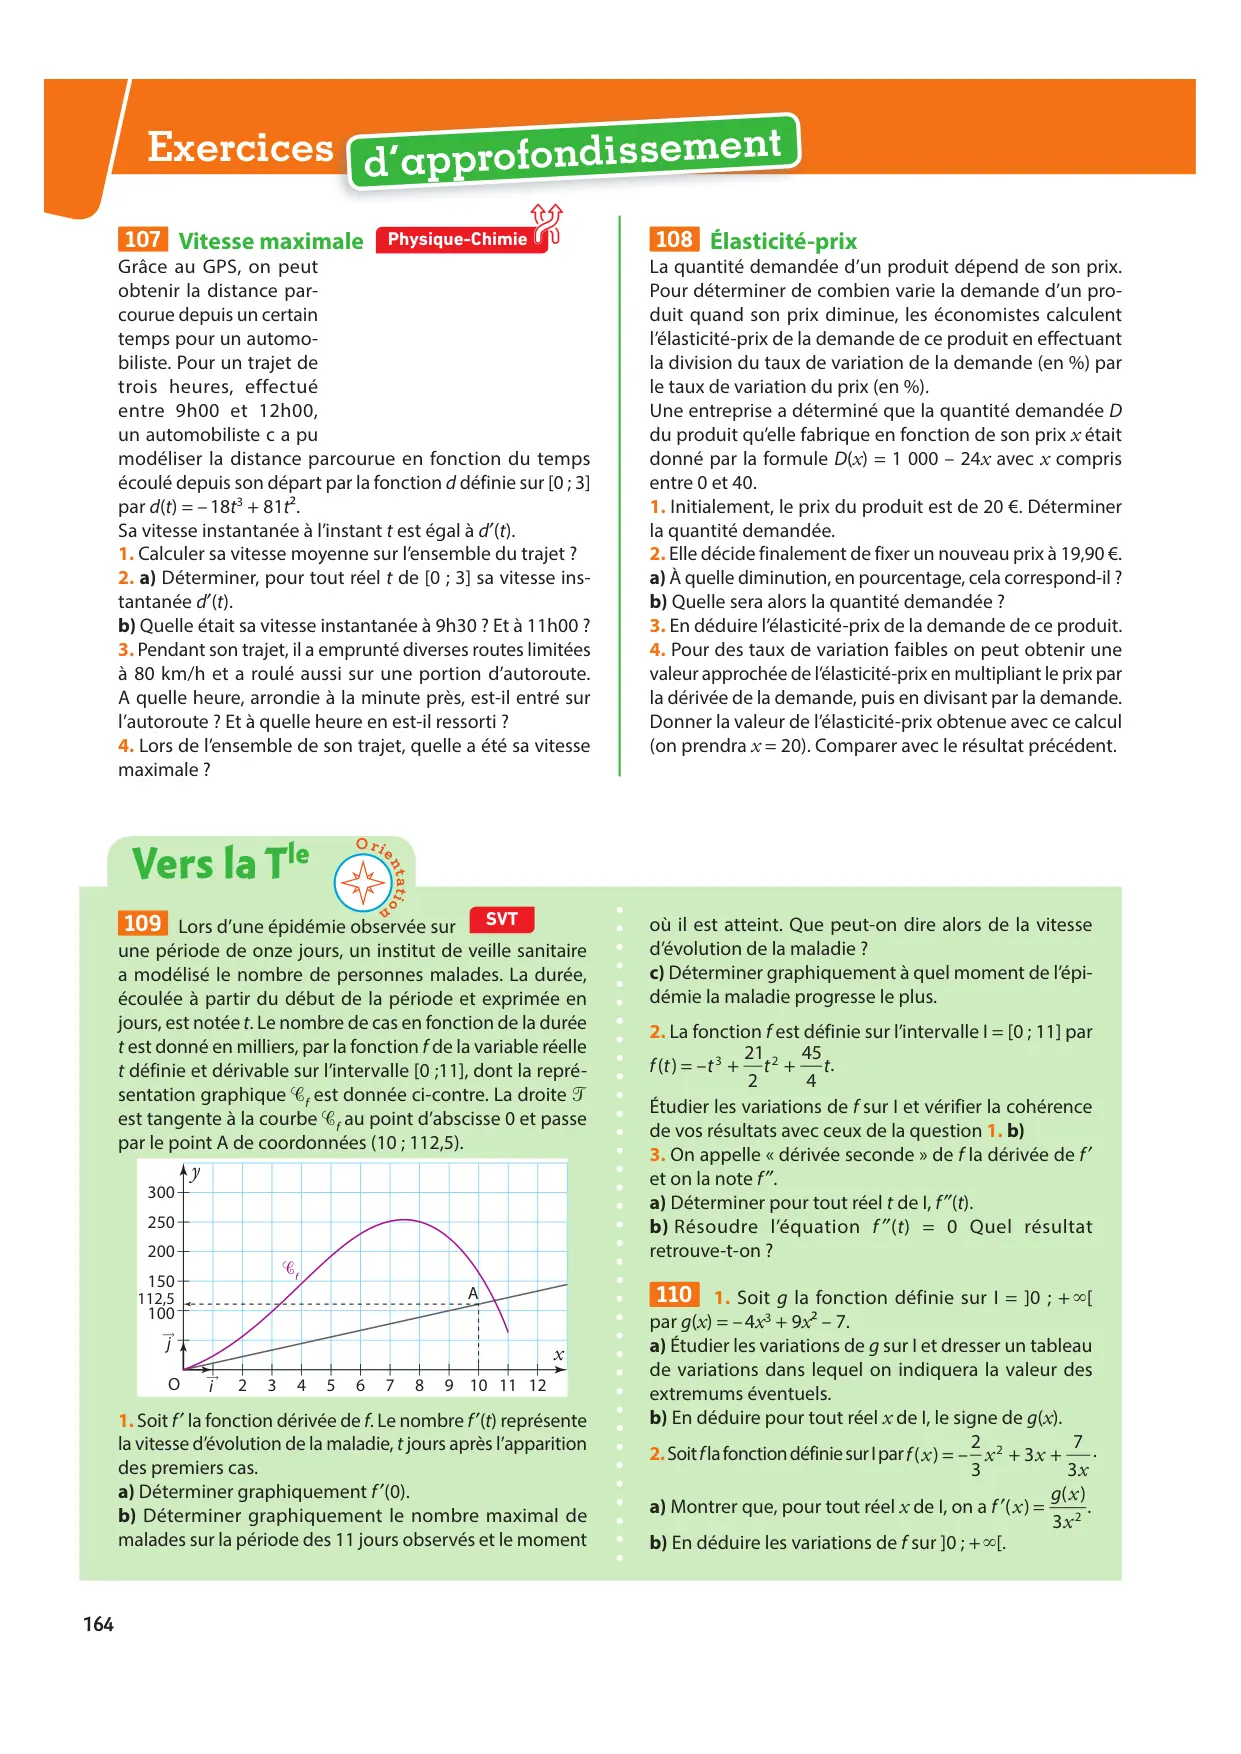 Exercices d'approfondissement
107 Vitesse maximale Physique-Chimie
Grâce au GPS, on peut
obtenir la distance par-
courue depuis un certain
temps pour un automo-
biliste. Pour un trajet de
trois heures, effectué
entre 9h00 et 12h00,
un automobiliste c a pu
modéliser la distance parcourue en fonction du temps
écoulé depuis son départ par la fonction d définie sur [0 ; 3]
par d(t) = – 18t³ + 81t².
Sa vitesse instantanée à l'instant t est égal à d′(t).
1. Calculer sa vitesse moyenne sur l'ensemble du trajet ?
2. a) Déterminer, pour tout réel t de [0 ; 3] sa vitesse ins-
tantanée d′(t).
b) Quelle était sa vitesse instantanée à 9h30 ? Et à 11h00 ?
3. Pendant son trajet, il a emprunté diverses routes limitées
à 80 km/h et a roulé aussi sur une portion d'autoroute.
A quelle heure, arrondie à la minute près, est-il entré sur
l'autoroute ? Et à quelle heure en est-il ressorti ?
4. Lors de l'ensemble de son trajet, quelle a été sa vitesse
maximale ?
108 Élasticité-prix
La quantité demandée d'un produit dépend de son prix.
Pour déterminer de combien varie la demande d'un pro-
duit quand son prix diminue, les économistes calculent
l'élasticité-prix de la demande de ce produit en effectuant
la division du taux de variation de la demande (en %) par
le taux de variation du prix (en %).
Une entreprise a déterminé que la quantité demandée D
du produit qu'elle fabrique en fonction de son prix x était
donné par la formule D(x) = 1 000 – 24x avec x compris
entre 0 et 40.
1. Initialement, le prix du produit est de 20 €. Déterminer
la quantité demandée.
2. Elle décide finalement de fixer un nouveau prix à 19,90 €.
a) À quelle diminution, en pourcentage, cela correspond-il ?
b) Quelle sera alors la quantité demandée ?
3. En déduire l'élasticité-prix de la demande de ce produit.
4. Pour des taux de variation faibles on peut obtenir une
valeur approchée de l'élasticité-prix en multipliant le prix par
la dérivée de la demande, puis en divisant par la demande.
Donner la valeur de l'élasticité-prix obtenue avec ce calcul
(on prendra x = 20). Comparer avec le résultat précédent.
Vers la Tle Orientation
109 Lors d'une épidémie observée sur SVT
une période de onze jours, un institut de veille sanitaire
a modélisé le nombre de personnes malades. La durée,
écoulée à partir du début de la période et exprimée en
jours, est notée t. Le nombre de cas en fonction de la durée
t est donné en milliers, par la fonction f de la variable réelle
t définie et dérivable sur l'intervalle [0 ;11], dont la repré-
sentation graphique 𝒞f est donnée ci-contre. La droite 𝒯
est tangente à la courbe 𝒞f au point d'abscisse 0 et passe
par le point A de coordonnées (10 ; 112,5).
y
300
250
200
𝒞f
150
112,5
A
100
j
x
O i 2 3 4 5 6 7 8 9 10 11 12
1. Soit f′ la fonction dérivée de f. Le nombre f′(t) représente
la vitesse d'évolution de la maladie, t jours après l'apparition
des premiers cas.
a) Déterminer graphiquement f′(0).
b) Déterminer graphiquement le nombre maximal de
malades sur la période des 11 jours observés et le moment
où il est atteint. Que peut-on dire alors de la vitesse
d'évolution de la maladie ?
c) Déterminer graphiquement à quel moment de l'épi-
démie la maladie progresse le plus.
2. La fonction f est définie sur l'intervalle I = [0 ; 11] par
f(t) = –t³ + 21/2 t² + 45/4 t.
Étudier les variations de f sur I et vérifier la cohérence
de vos résultats avec ceux de la question 1. b)
3. On appelle « dérivée seconde » de f la dérivée de f′
et on la note f″.
a) Déterminer pour tout réel t de I, f″(t).
b) Résoudre l'équation f″(t) = 0 Quel résultat
retrouve-t-on ?
110 1. Soit g la fonction définie sur I = ]0 ; +∞[
par g(x) = – 4x³ + 9x² – 7.
a) Étudier les variations de g sur I et dresser un tableau
de variations dans lequel on indiquera la valeur des
extremums éventuels.
b) En déduire pour tout réel x de I, le signe de g(x).
2. Soit f la fonction définie sur I par f(x) = –2/3 x² + 3x + 7/3x.
a) Montrer que, pour tout réel x de I, on a f′(x) = g(x)/3x².
b) En déduire les variations de f sur ]0 ; +∞[.
164